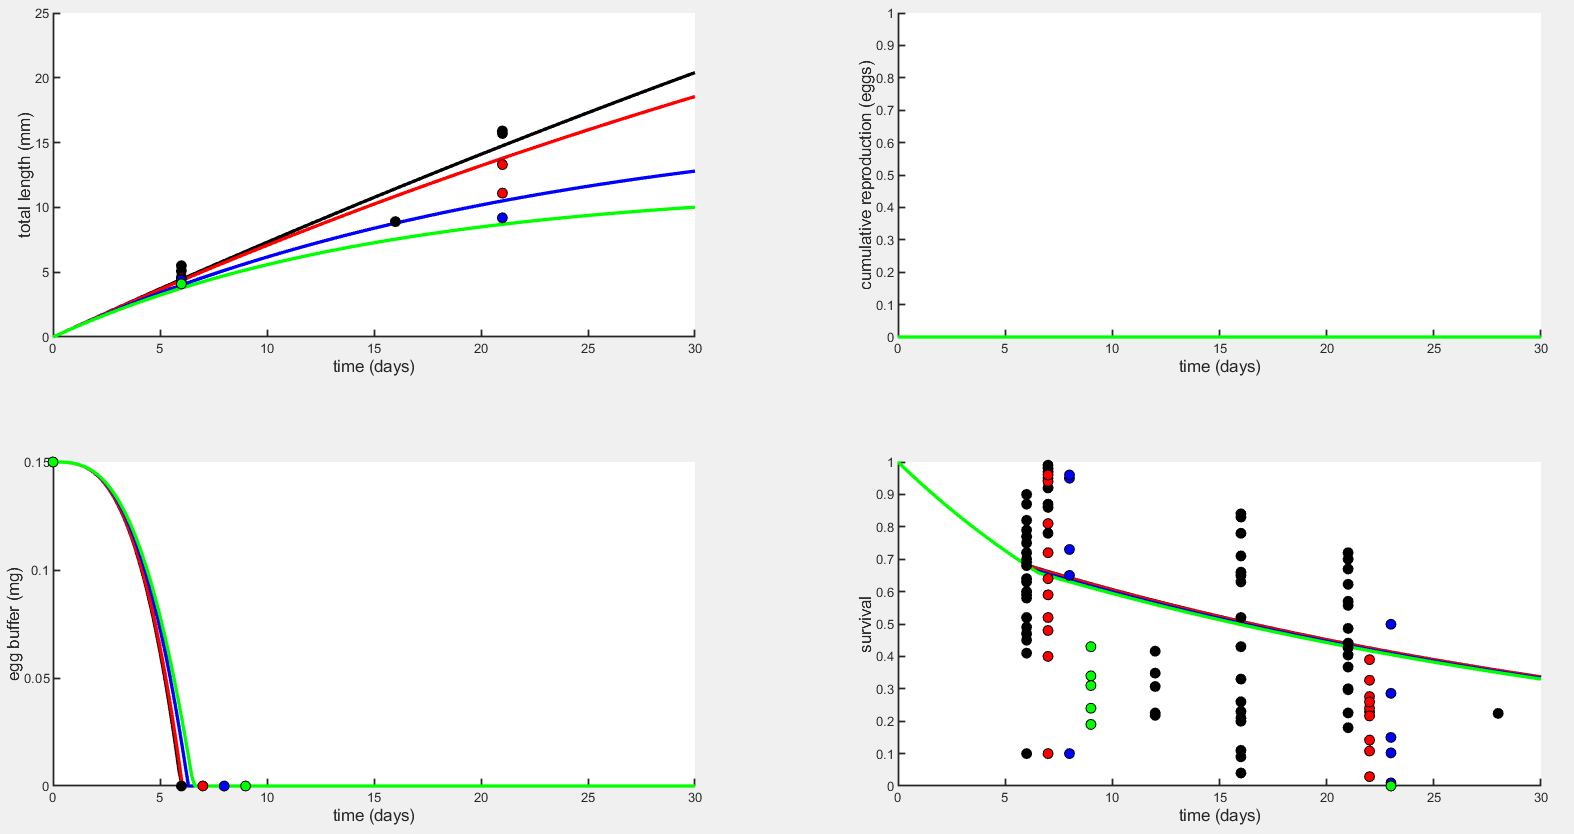 25
20
15
10
5
0
total length (mm)
0 5 10 15 20 25 30
time (days)
1
0.9
0.8
0.7
0.6
0.5
0.4
0.3
0.2
0.1
0
cumulative reproduction (eggs)
0 5 10 15 20 25 30
time (days)
0.15
0.1
0.05
0
egg buffer (mg)
0 5 10 15 20 25 30
time (days)
1
0.9
0.8
0.7
0.6
0.5
0.4
0.3
0.2
0.1
0
survival
0 5 10 15 20 25 30
time (days)